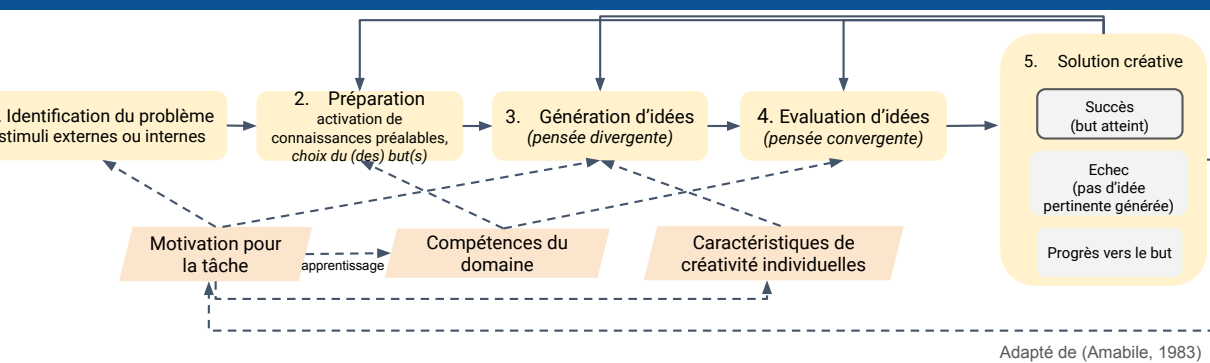 . Identification du problème
stimuli externes ou internes
2. Préparation
activation de
connaissances préalables,
choix du (des) but(s)
3. Génération d'idées
(pensée divergente)
4. Evaluation d'idées
(pensée convergente)
5. Solution créative
Succès
(but atteint)
Echec
(pas d'idée
pertinente générée)
Progrès vers le but
Motivation pour
la tâche
apprentissage
Compétences du
domaine
Caractéristiques de
créativité individuelles
Adapté de (Amabile, 1983)